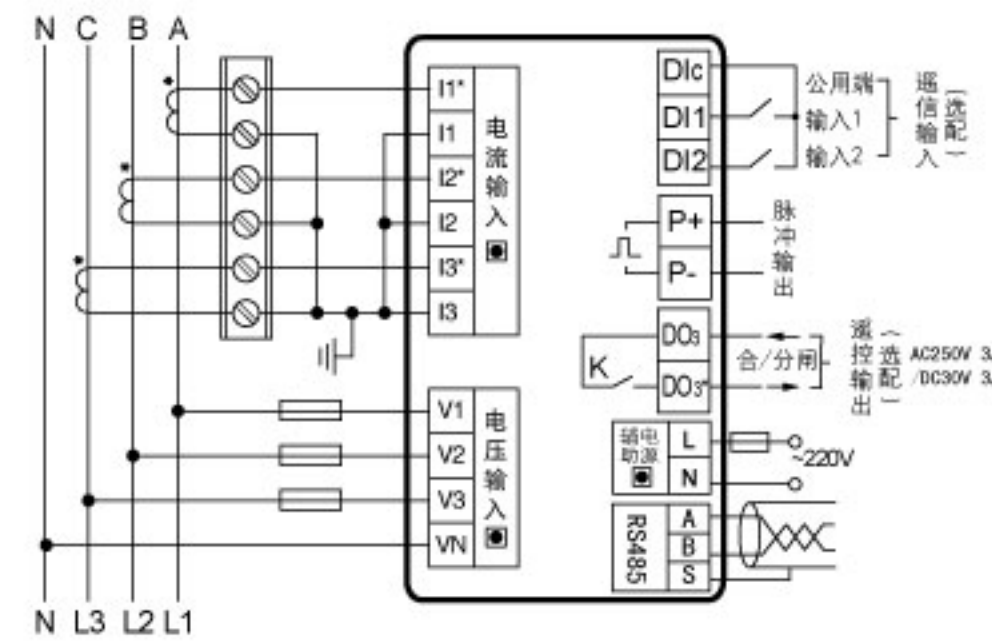 N C B A
I1*
I1
I2*
I2
I3*
I3
电流输入
V1
V2
V3
VN
电压输入
N L3 L2 L1
DIc
DI1
DI2
公用端
输入1
输入2
遥信输入
(选配)
P+
P-
脉冲输出
DO3
DO3*
K
合/分闸
遥控输出
(选配)
AC250V 3
/DC30V 3
辅助电源
L
N
~220V
RS485
A
B
S